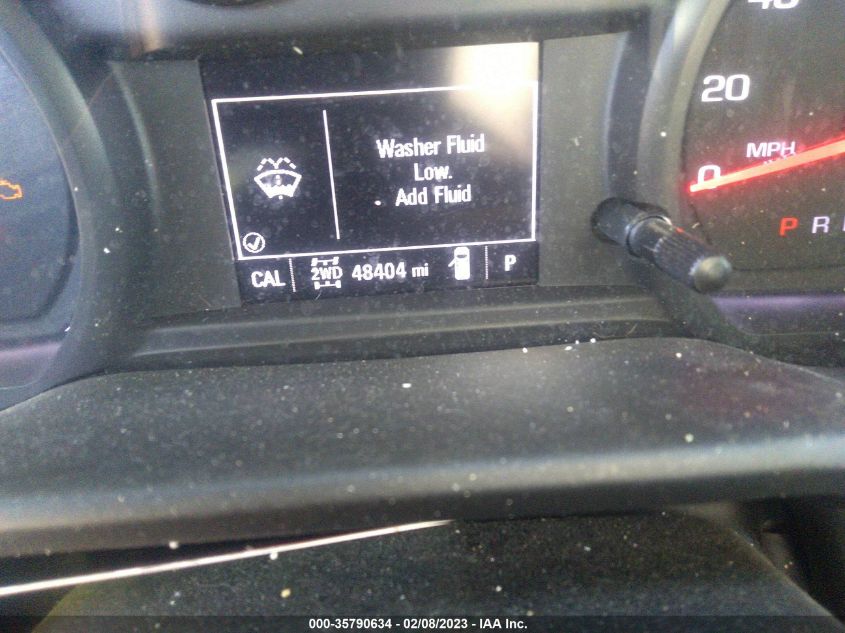 40
20
MPH
0
P R
Washer Fluid
Low.
Add Fluid
CAL 2WD 48404 mi P
000-35790634 - 02/08/2023 - IAA Inc.